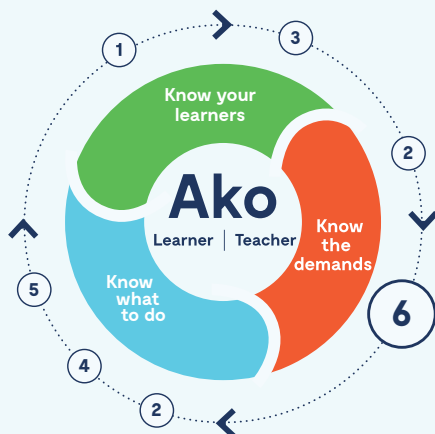 1
3
Know your
learners
2
Ako
Learner | Teacher
Know
the
demands
Know
what
to do
5
6
4
2